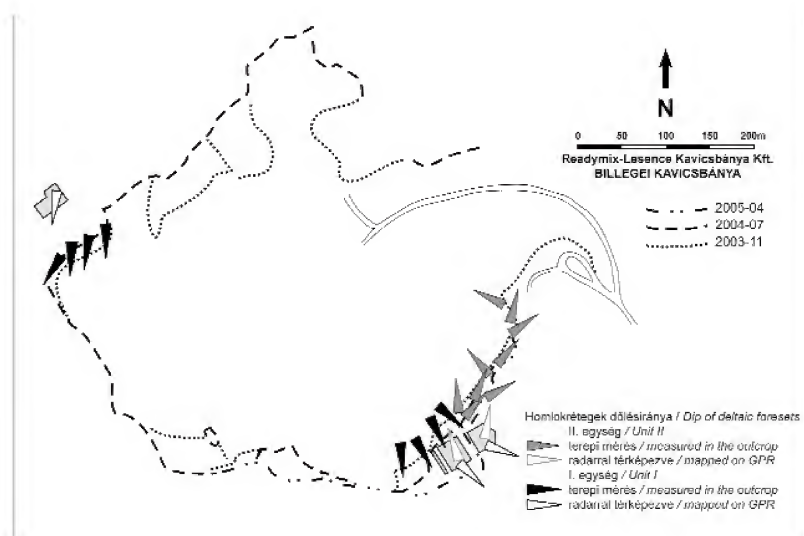 N
0 50 100 150 200m
Readymix-Lesence Kavicsbánya Kft.
BILLEGEI KAVICSBÁNYA
2005-04
2004-07
2003-11
Homlokrétegek dőlésiránya / Dip of deltaic foresets
II. egység / Unit II
terepi mérés / measured in the outcrop
radarral térképezve / mapped on GPR
I. egység / Unit I
terepi mérés / measured in the outcrop
radarral térképezve / mapped on GPR